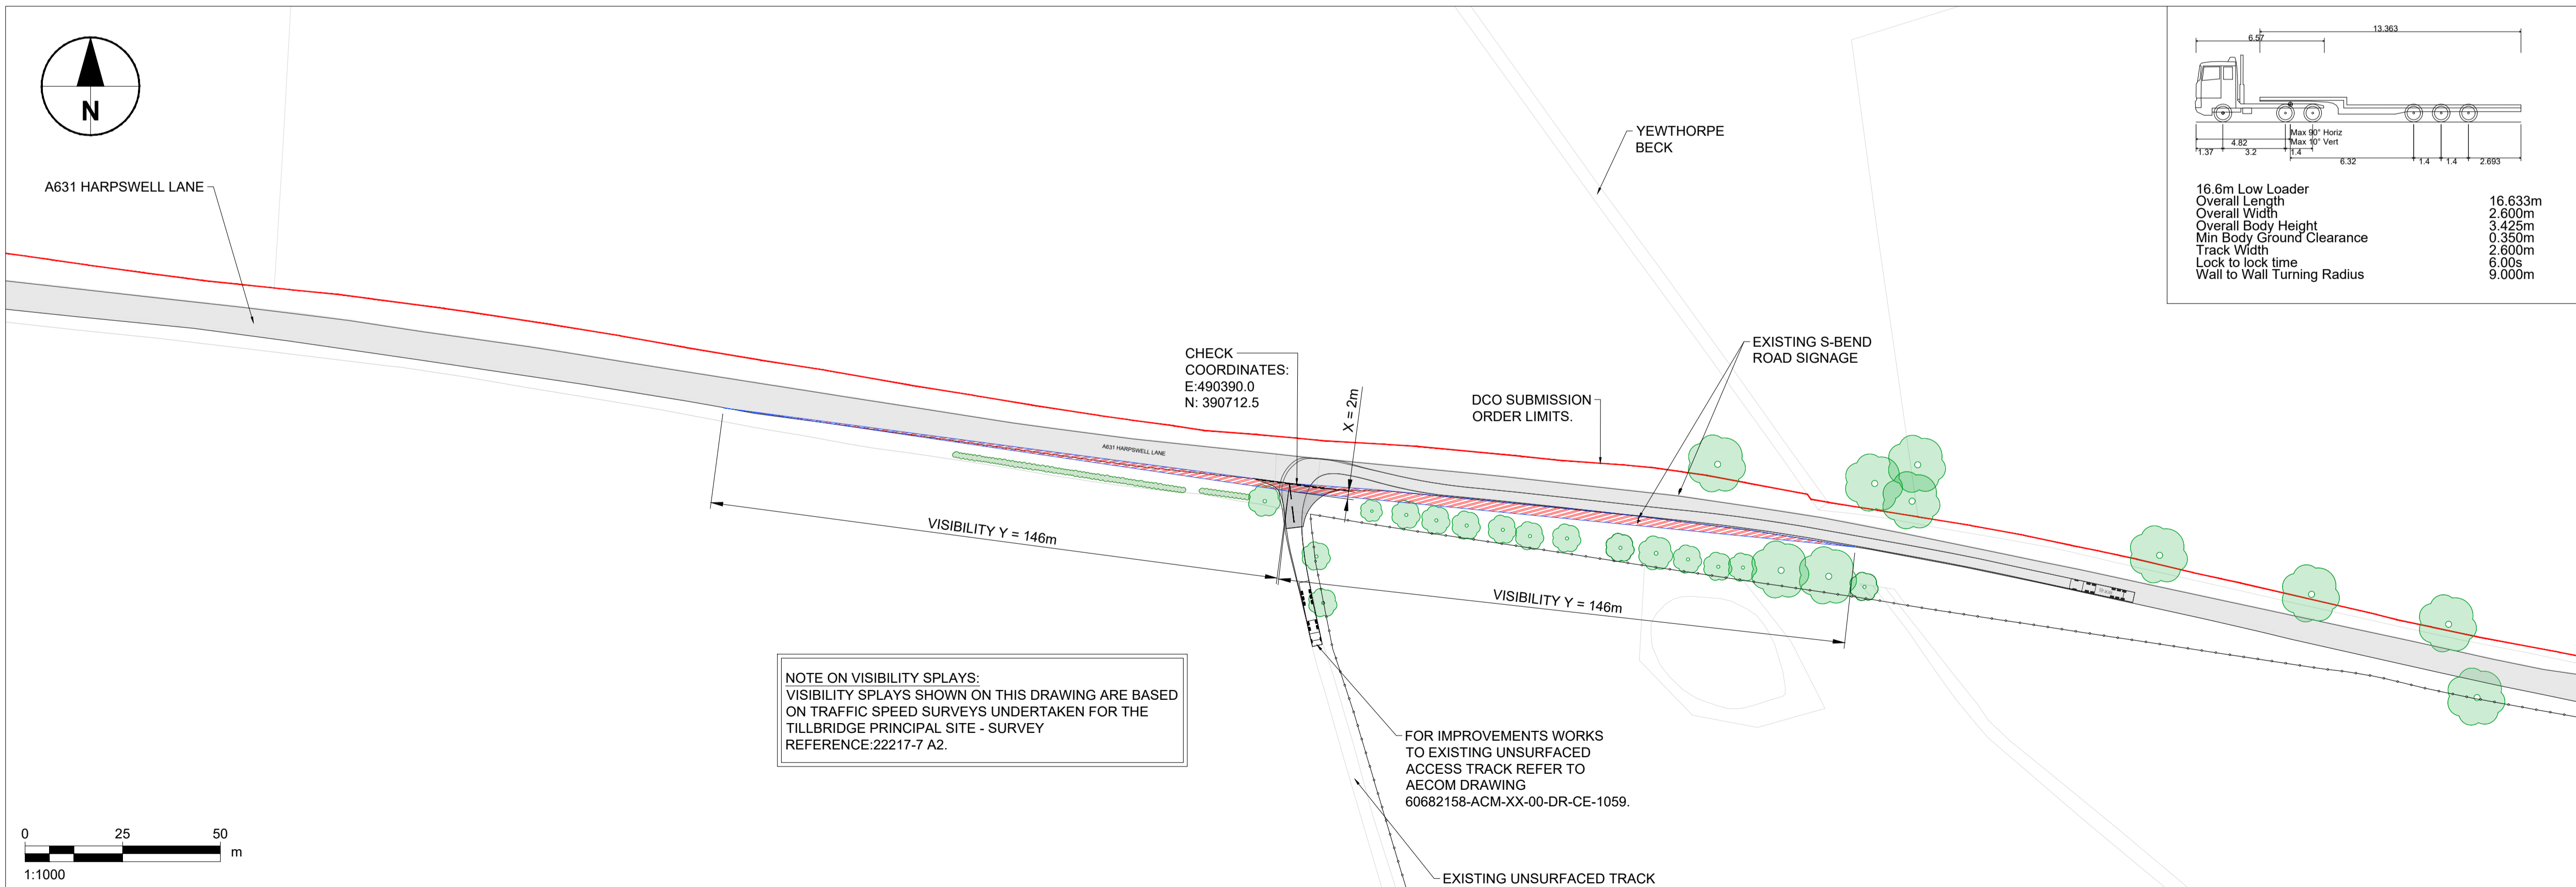 N
A631 HARPSWELL LANE
YEWTHORPE
BECK
13.363
6.57
Max 90° Horiz
Max 10° Vert
4.82
1.37
3.2
1.4
6.32
1.4
1.4
2.693
16.6m Low Loader
Overall Length 16.633m
Overall Width 2.600m
Overall Body Height 3.425m
Min Body Ground Clearance 0.350m
Track Width 2.600m
Lock to lock time 6.00s
Wall to Wall Turning Radius 9.000m
CHECK
COORDINATES:
E:490390.0
N: 390712.5
X = 2m
EXISTING S-BEND
ROAD SIGNAGE
DCO SUBMISSION
ORDER LIMITS.
A631 HARPSWELL LANE
VISIBILITY Y = 146m
VISIBILITY Y = 146m
NOTE ON VISIBILITY SPLAYS:
VISIBILITY SPLAYS SHOWN ON THIS DRAWING ARE BASED
ON TRAFFIC SPEED SURVEYS UNDERTAKEN FOR THE
TILLBRIDGE PRINCIPAL SITE - SURVEY
REFERENCE:22217-7 A2.
FOR IMPROVEMENTS WORKS
TO EXISTING UNSURFACED
ACCESS TRACK REFER TO
AECOM DRAWING
60682158-ACM-XX-00-DR-CE-1059.
EXISTING UNSURFACED TRACK
0 25 50
m
1:1000